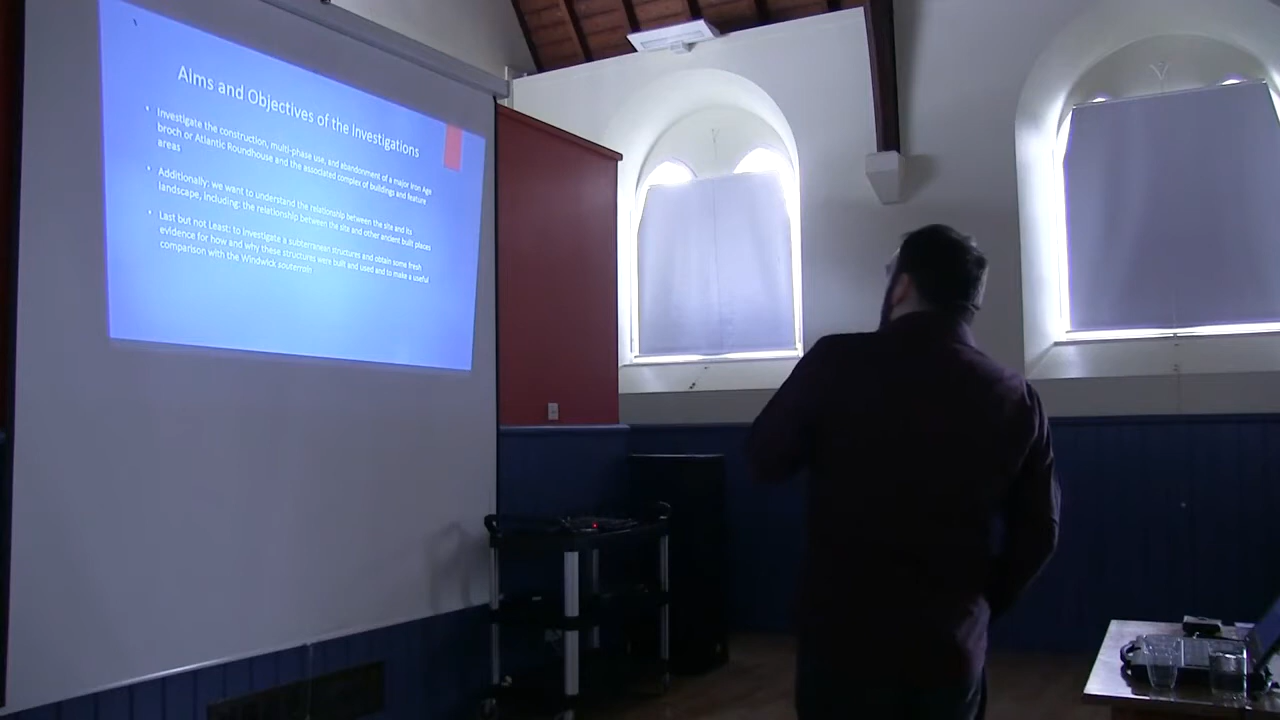 Aims and Objectives of the Investigations
• Investigate the construction, multi-phase use, and abandonment of a major Iron Age
broch or Atlantic Roundhouse and the associated complex of buildings and feature
areas
• Additionally: we want to understand the relationship between the site and its
landscape, including: the relationship between the site and other ancient built places
• Last but not Least: to investigate a subterranean structures and obtain some fresh
evidence for how and why these structures were built and used and to make a useful
comparison with the Windwick souterrain